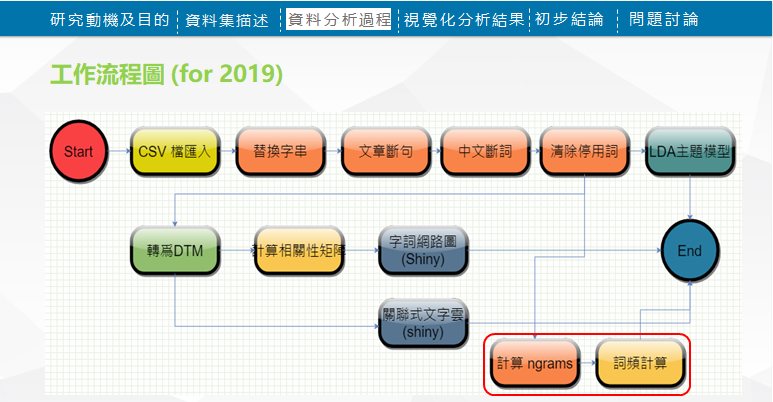 研究動機及目的
資料集描述
資料分析過程
視覺化分析結果
初步結論
問題討論
工作流程圖 (for 2019)
Start
CSV 檔匯入
替換字串
文章斷句
中文斷詞
清除停用詞
LDA主題模型
轉為DTM
計算相關性矩陣
字詞網路圖
(Shiny)
End
關聯式文字雲
(shiny)
計算 ngrams
詞頻計算